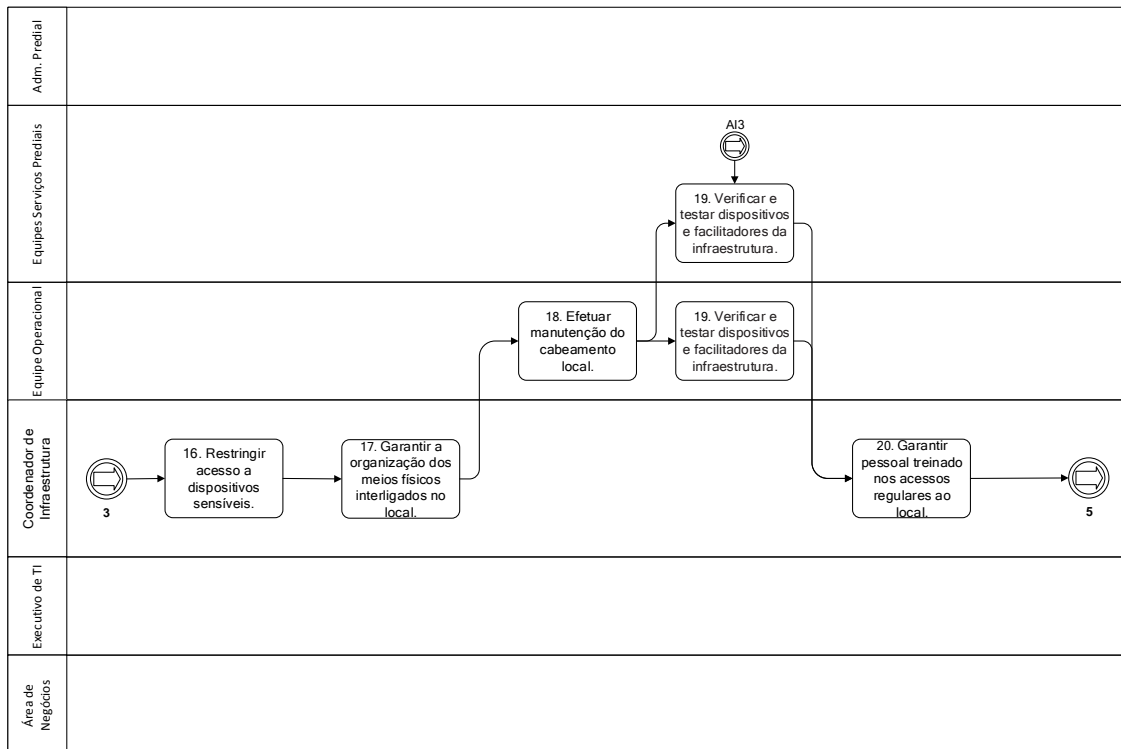 Adm. Predial
Equipes Serviços Prediais
AI3
19. Verificar e
testar dispositivos
e facilitadores da
infraestrutura.
Equipe Operacional
18. Efetuar
manutenção do
cabeamento
local.
19. Verificar e
testar dispositivos
e facilitadores da
infraestrutura.
Coordenador de
Infraestrutura
3
16. Restringir
acesso a
dispositivos
sensíveis.
17. Garantir a
organização dos
meios físicos
interligados no
local.
20. Garantir
pessoal treinado
nos acessos
regulares ao
local.
5
Executivo de TI
Área de
Negócios